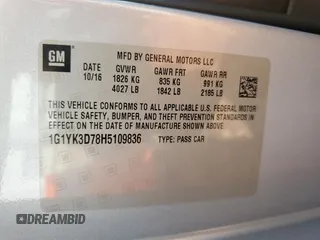 GM
MFD BY GENERAL MOTORS LLC
DATE GVWR GAWR FRT GAWR RR
10/16 1826 KG 835 KG 991 KG
4027 LB 1842 LB 2185 LB
THIS VEHICLE CONFORMS TO ALL APPLICABLE U.S. FEDERAL MOTOR
VEHICLE SAFETY, BUMPER, AND THEFT PREVENTION STANDARDS
IN EFFECT ON THE DATE OF MANUFACTURE SHOWN ABOVE.
1G1YK3D78H5109836 TYPE: PASS CAR
AUTOBIDMASTER